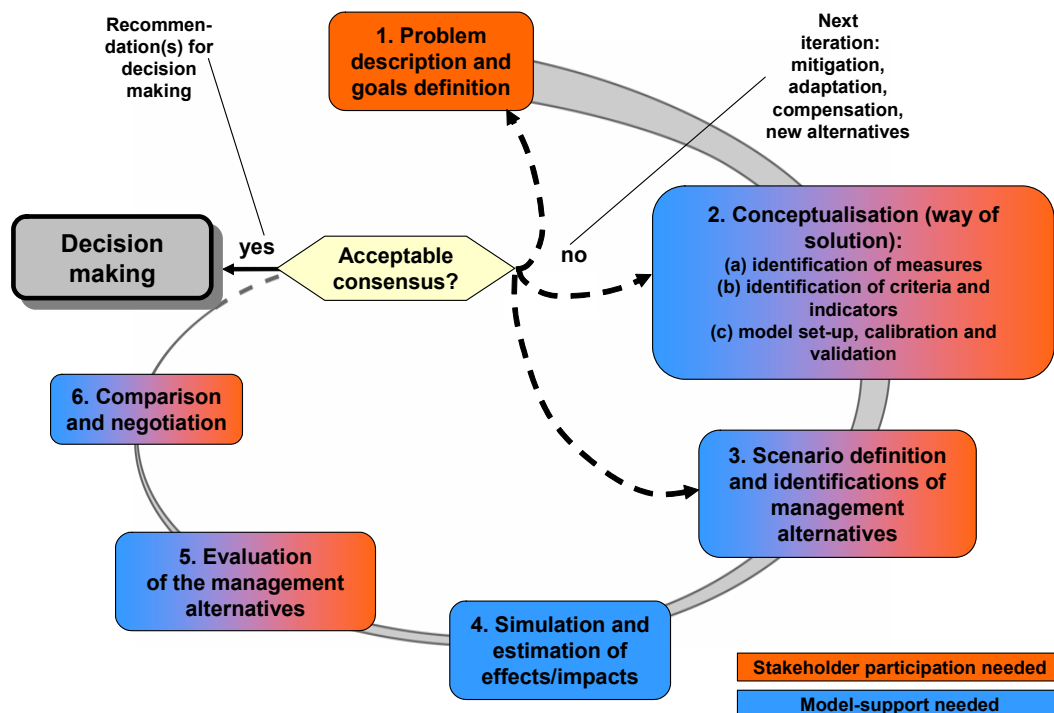 Recommen-
dation(s) for
decision
making
1. Problem
description and
goals definition
Next
iteration:
mitigation,
adaptation,
compensation,
new alternatives
Decision
making
yes
Acceptable
consensus?
no
2. Conceptualisation (way of
solution):
(a) identification of measures
(b) identification of criteria and
indicators
(c) model set-up, calibration and
validation
6. Comparison
and negotiation
3. Scenario definition
and identifications of
management
alternatives
5. Evaluation
of the management
alternatives
4. Simulation and
estimation of
effects/impacts
Stakeholder participation needed
Model-support needed